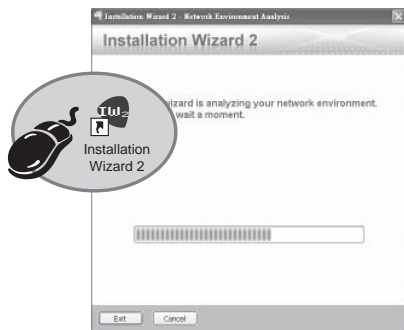 Installation Wizard 2 - Network Environment Analysis
Installation Wizard 2
wizard is analyzing your network environment.
wait a moment.
IW2
Installation
Wizard 2
Exit
Cancel